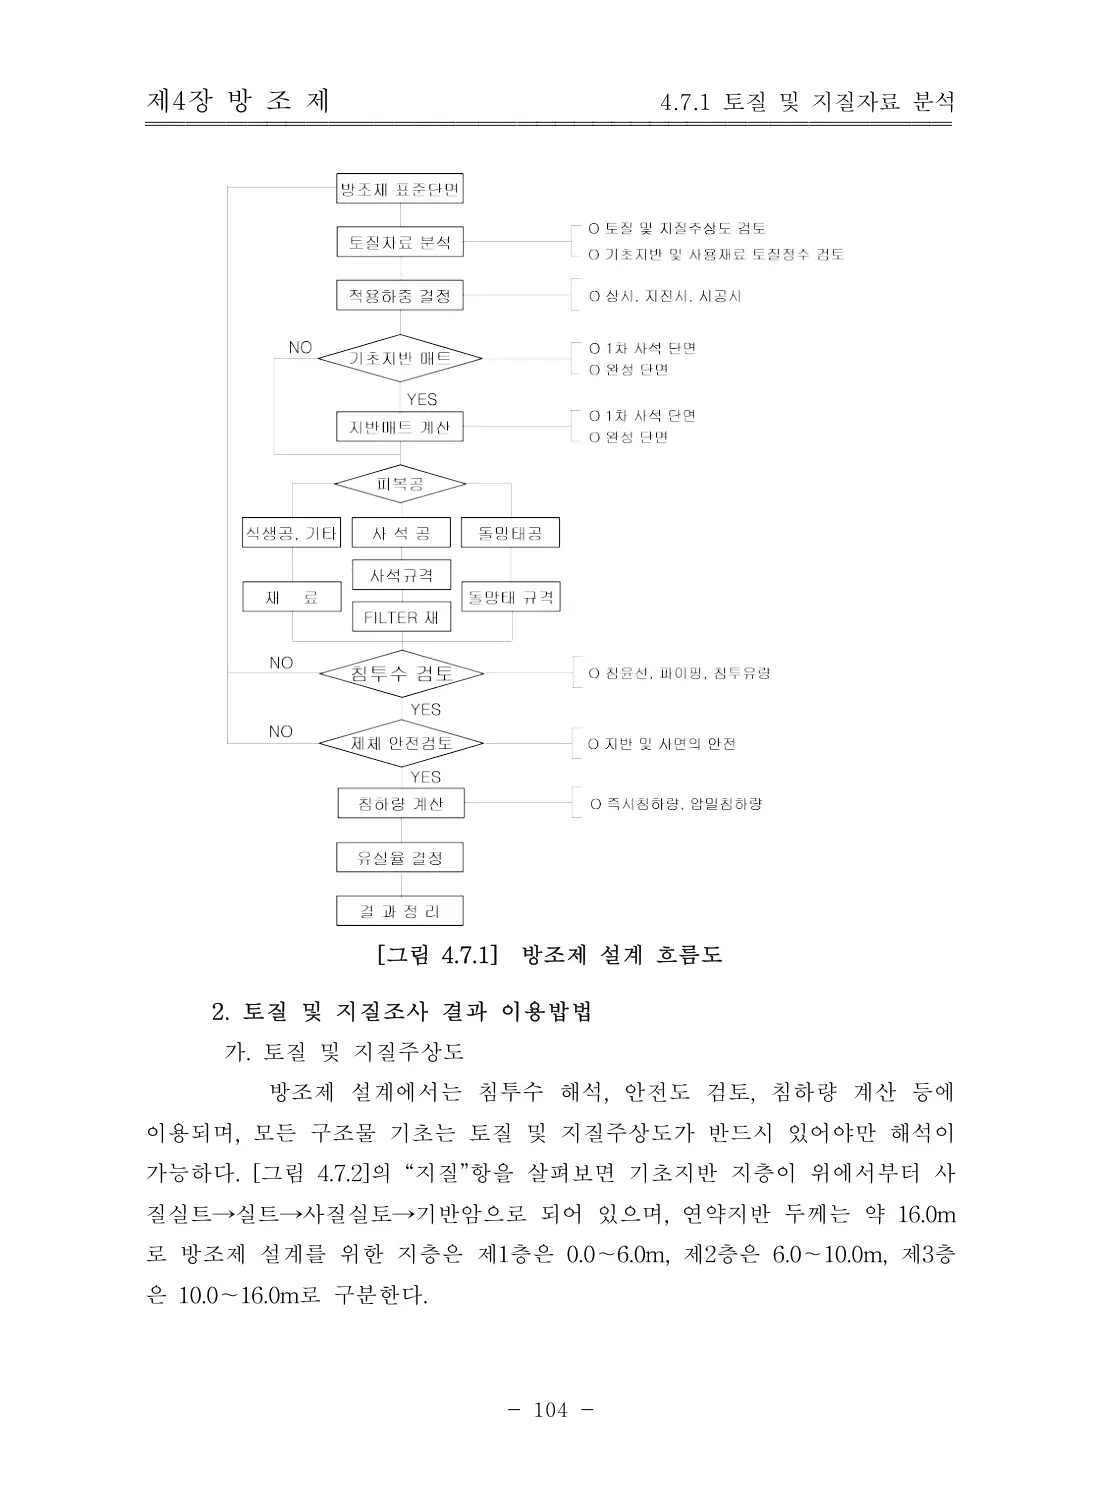 제4장 방 조 제
4.7.1 토질 및 지질자료 분석
방조제 표준단면
토질자료 분석
O 토질 및 지질주상도 검토
O 기초지반 및 사용재료 토질정수 검토
적용하중 결정
O 상시, 지진시, 시공시
NO
기초지반 매트
O 1차 사석 단면
O 완성 단면
YES
지반매트 계산
O 1차 사석 단면
O 완성 단면
피복공
식생공, 기타
사 석 공
돌망태공
사석규격
재 료
돌망태 규격
FILTER 재
NO
침투수 검토
O 침윤선, 파이핑, 침투유량
YES
NO
제체 안전검토
O 지반 및 사면의 안전
YES
침하량 계산
O 즉시침하량, 압밀침하량
유실율 결정
결 과 정 리
[그림 4.7.1] 방조제 설계 흐름도
2. 토질 및 지질조사 결과 이용밥법
가. 토질 및 지질주상도
방조제 설계에서는 침투수 해석, 안전도 검토, 침하량 계산 등에
이용되며, 모든 구조물 기초는 토질 및 지질주상도가 반드시 있어야만 해석이
가능하다. [그림 4.7.2]의 “지질”항을 살펴보면 기초지반 지층이 위에서부터 사
질실트→실트→사질실토→기반암으로 되어 있으며, 연약지반 두께는 약 16.0m
로 방조제 설계를 위한 지층은 제1층은 0.0∼6.0m, 제2층은 6.0∼10.0m, 제3층
은 10.0∼16.0m로 구분한다.
- 104 -